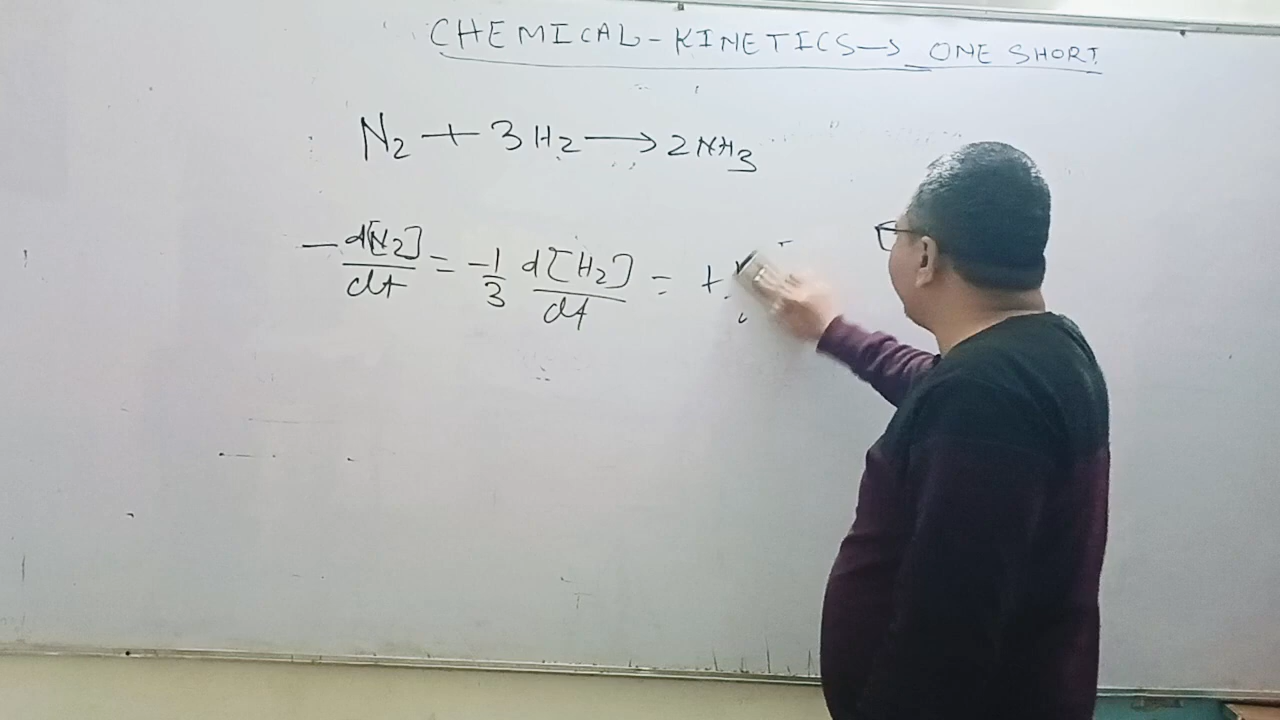 CHEMICAL-KINETICS→ ONE SHORT
N2 + 3H2 → 2NH3
- d[N2]/dt = -1/3 d[H2]/dt = +